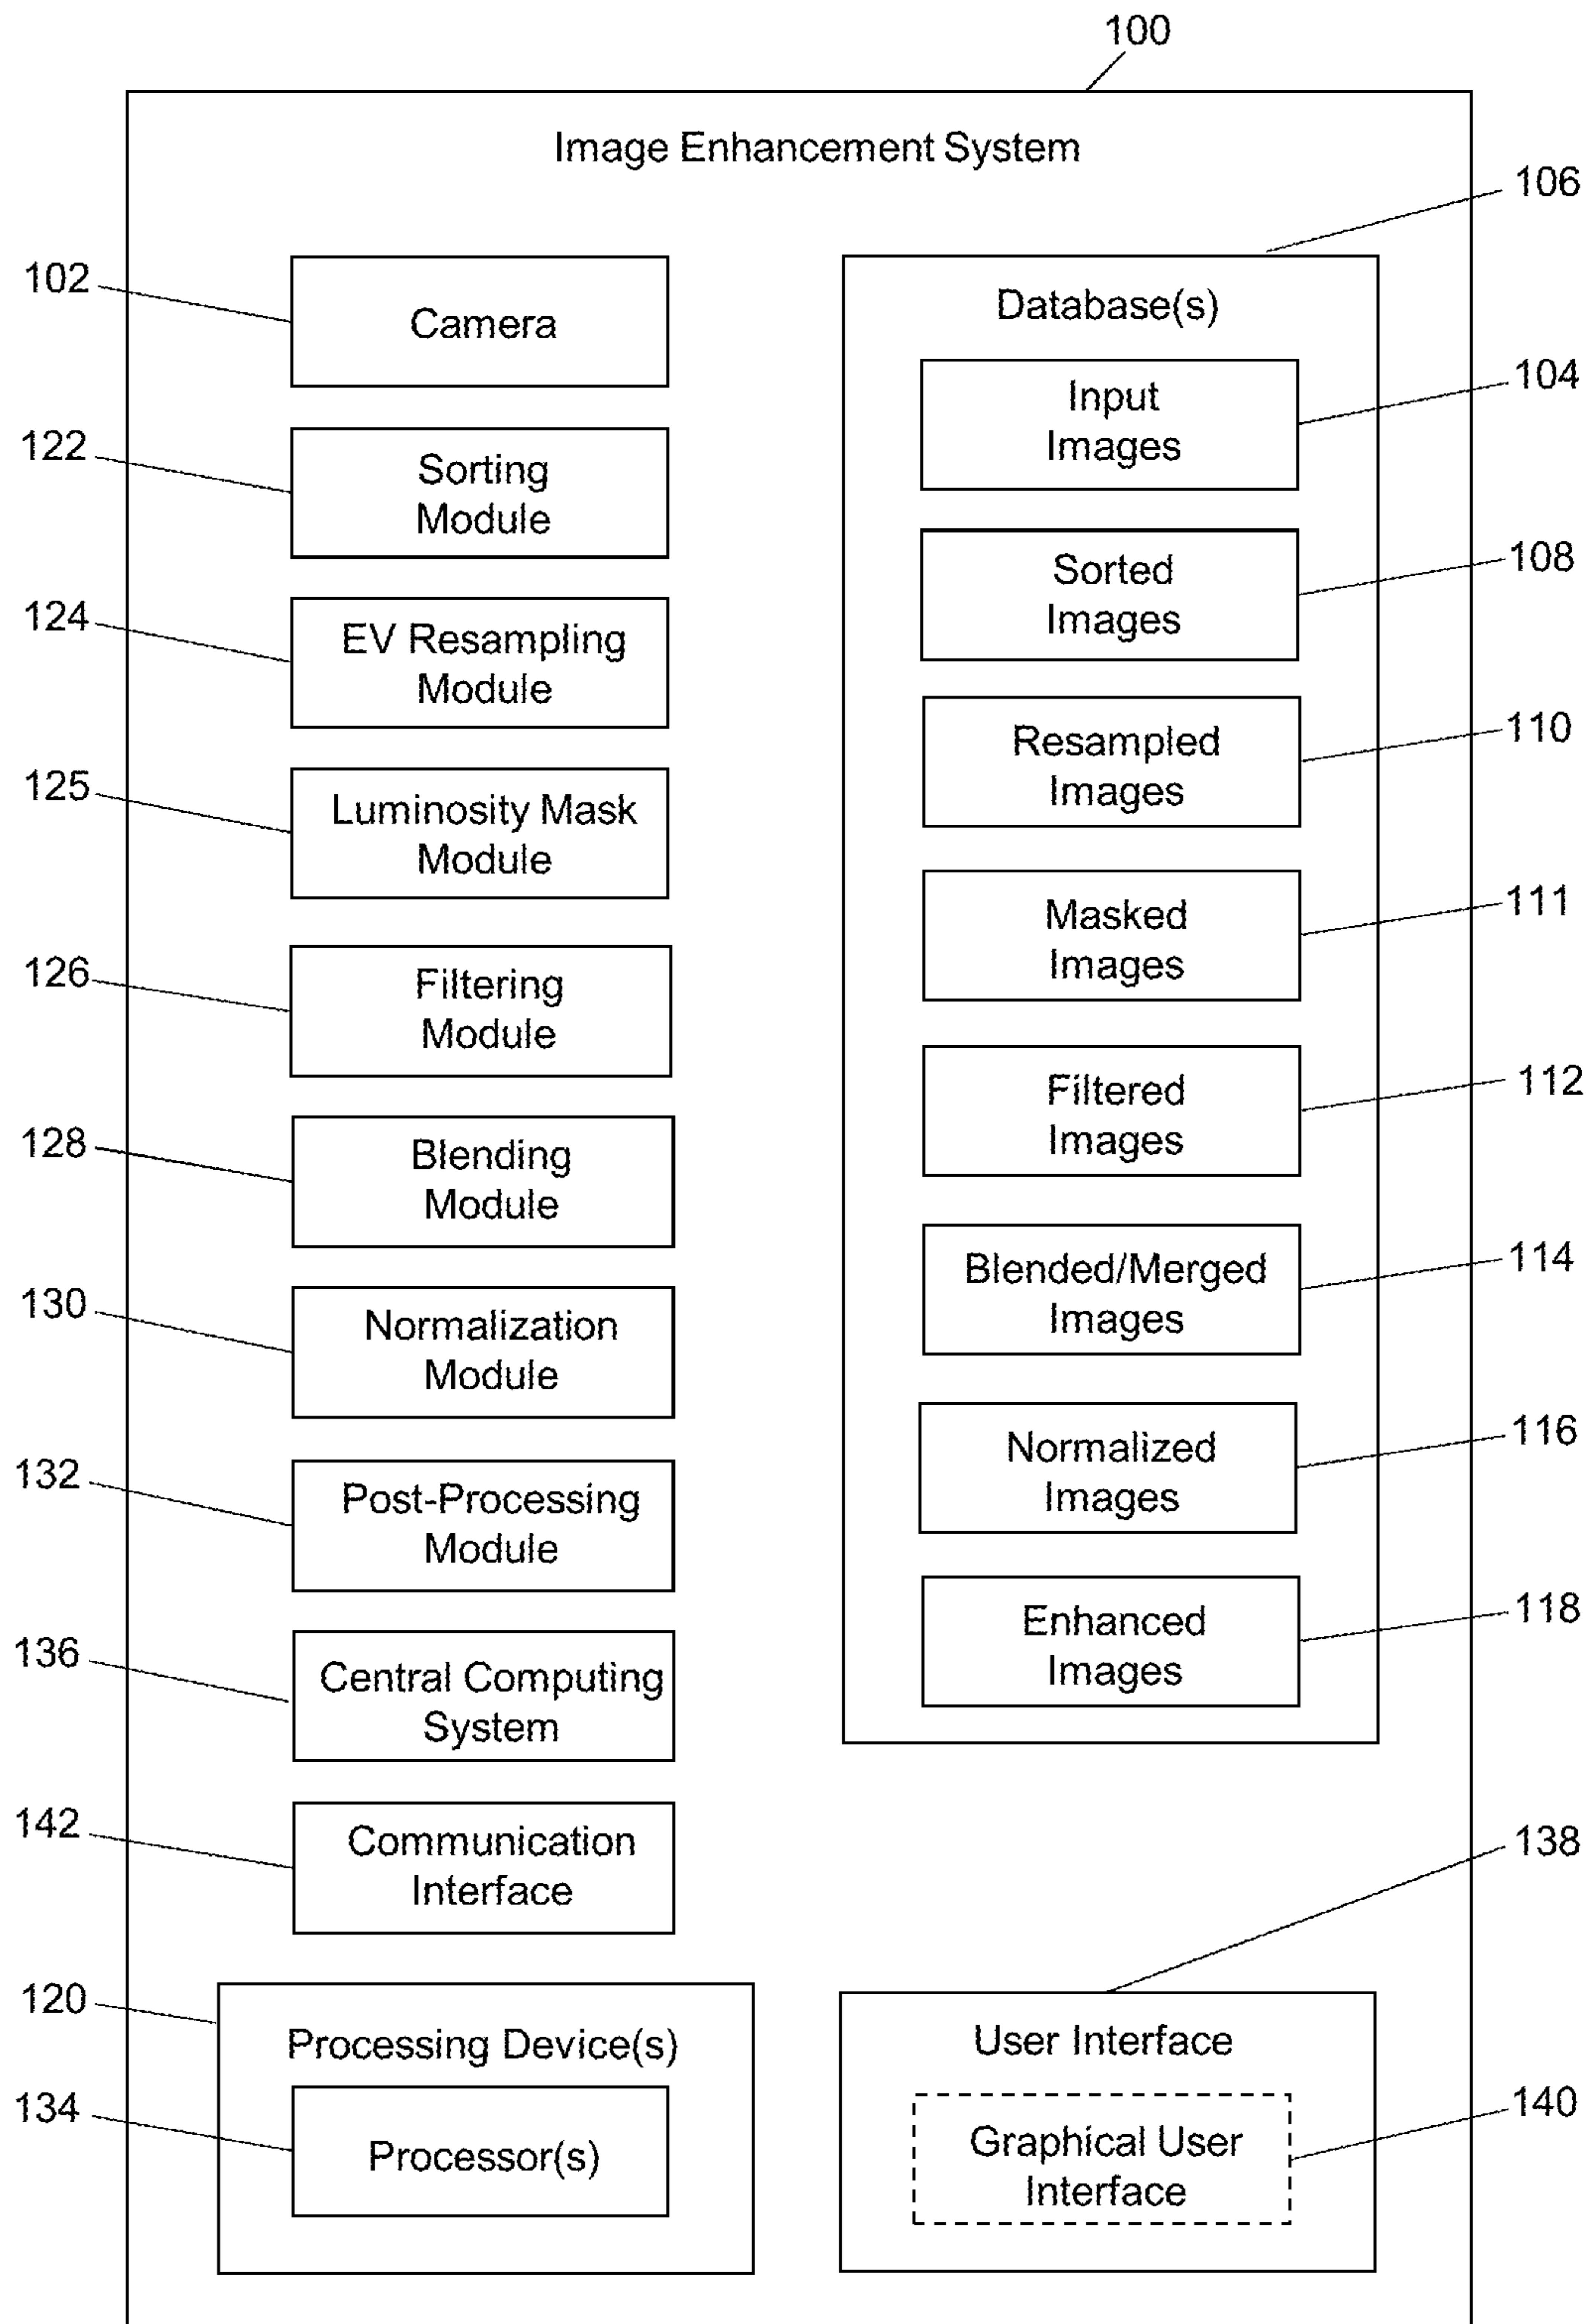 100
Image Enhancement System
106
102
Camera
Database(s)
Input
Images
104
122
Sorting
Module
Sorted
Images
108
124
EV Resampling
Module
Resampled
Images
110
125
Luminosity Mask
Module
Masked
Images
111
126
Filtering
Module
Filtered
Images
112
128
Blending
Module
Blended/Merged
Images
114
130
Normalization
Module
Normalized
Images
116
132
Post-Processing
Module
Enhanced
Images
118
136
Central Computing
System
142
Communication
Interface
138
120
Processing Device(s)
134
Processor(s)
User Interface
Graphical User
Interface
140